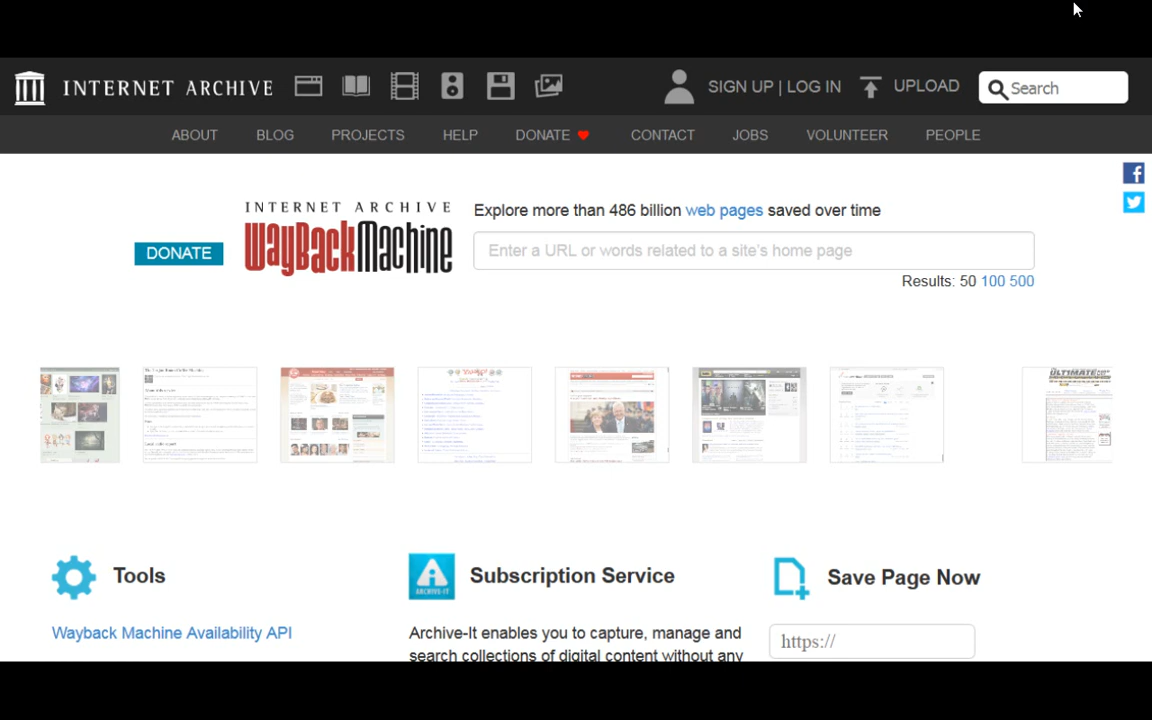 INTERNET ARCHIVE
SIGN UP | LOG IN
UPLOAD
Search
ABOUT
BLOG
PROJECTS
HELP
DONATE
CONTACT
JOBS
VOLUNTEER
PEOPLE
DONATE
INTERNET ARCHIVE
WayBackMachine
Explore more than 486 billion web pages saved over time
Enter a URL or words related to a site's home page
Results: 50 100 500
ULTIMATE
Tools
Wayback Machine Availability API
ARCHIVE-IT
Subscription Service
Archive-It enables you to capture, manage and
search collections of digital content without any
Save Page Now
https://